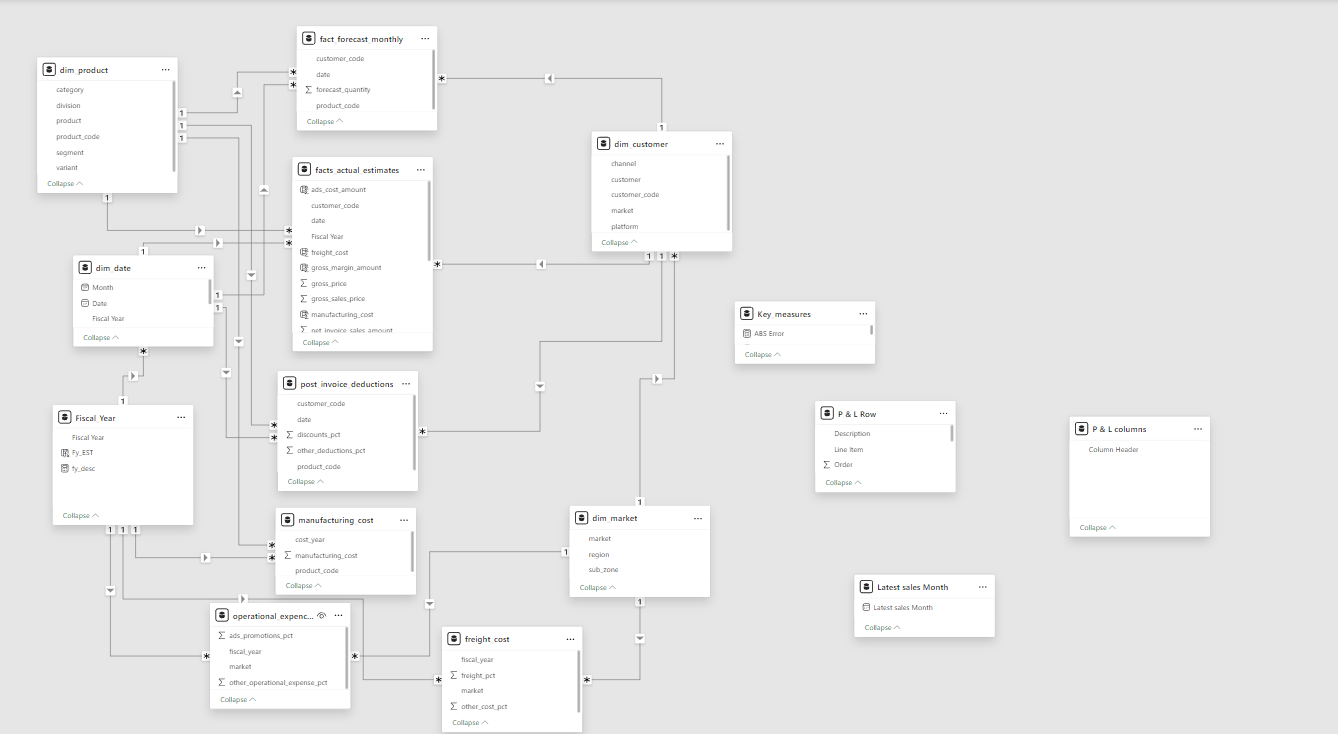 fact_forecast_monthly
customer_code
date
forecast_quantity
product_code
Collapse
dim_product
category
division
product
product_code
segment
variant
Collapse
dim_customer
channel
customer
customer_code
market
platform
Collapse
facts_actual_estimates
ads_cost_amount
customer_code
date
Fiscal Year
freight_cost
gross_margin_amount
gross_price
gross_sales_price
manufacturing_cost
net_invoice_sales_amount
Collapse
dim_date
Month
Date
Fiscal Year
Collapse
Key_measures
ABS Error
Collapse
post_invoice_deductions
customer_code
date
discounts_pct
other_deductions_pct
product_code
Collapse
Fiscal_Year
Fiscal Year
Fy_EST
fy_desc
Collapse
P & L Row
Description
Line Item
Order
Collapse
P & L columns
Column Header
Collapse
manufacturing_cost
cost_year
manufacturing_cost
product_code
Collapse
dim_market
market
region
sub_zone
Collapse
Latest sales Month
Latest sales Month
Collapse
operational_expenc...
ads_promotions_pct
fiscal_year
market
other_operational_expense_pct
Collapse
freight_cost
fiscal_year
freight_pct
market
other_cost_pct
Collapse